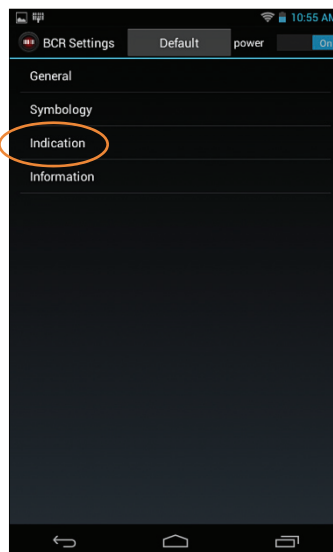 10:55 AM
BCR Settings Default power On
General
Symbology
Indication
Information